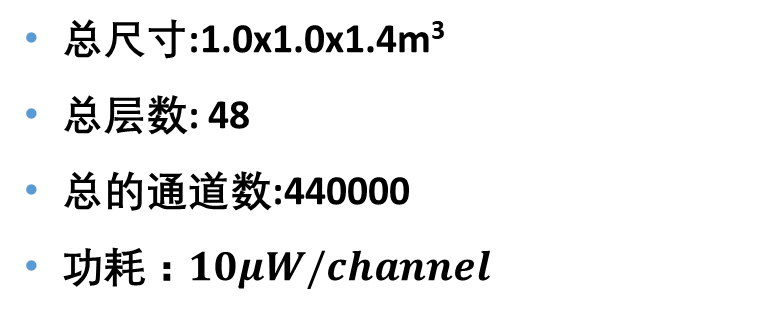 • 总尺寸:1.0x1.0x1.4m³
• 总层数: 48
• 总的通道数:440000
• 功耗：10μW/channel